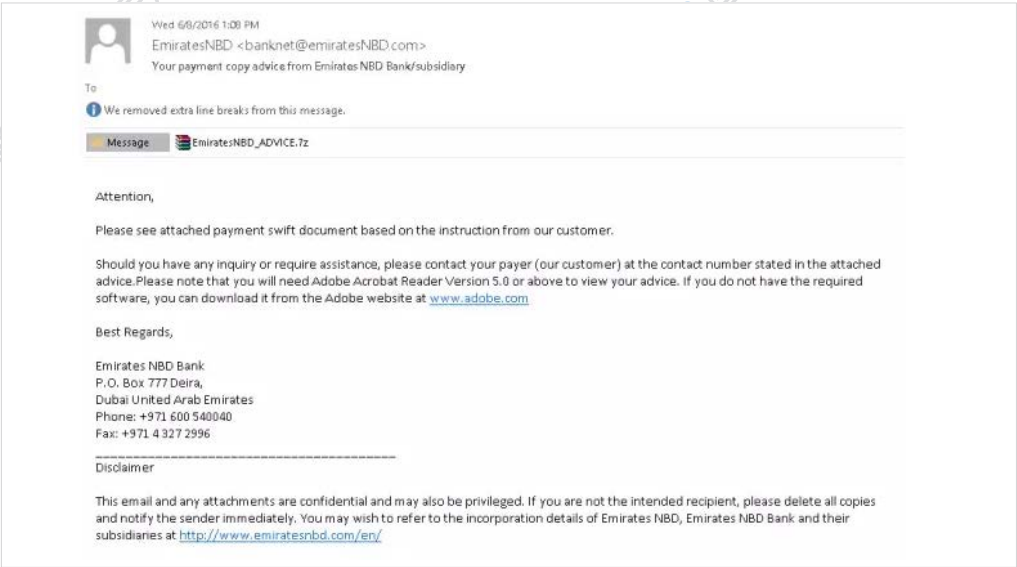 Wed 6/8/2016 1:08 PM
EmiratesNBD <banknet@emiratesNBD.com>
Your payment copy advice from Emirates NBD Bank/subsidiary
To
We removed extra line breaks from this message.
Message EmiratesNBD_ADVICE.7z
Attention,
Please see attached payment swift document based on the instruction from our customer.
Should you have any inquiry or require assistance, please contact your payer (our customer) at the contact number stated in the attached
advice.Please note that you will need Adobe Acrobat Reader Version 5.0 or above to view your advice. If you do not have the required
software, you can download it from the Adobe website at www.adobe.com
Best Regards,
Emirates NBD Bank
P.O. Box 777 Deira,
Dubai United Arab Emirates
Phone: +971 600 540040
Fax: +971 4 327 2996
Disclaimer
This email and any attachments are confidential and may also be privileged. If you are not the intended recipient, please delete all copies
and notify the sender immediately. You may wish to refer to the incorporation details of Emirates NBD, Emirates NBD Bank and their
subsidiaries at http://www.emiratesnbd.com/en/